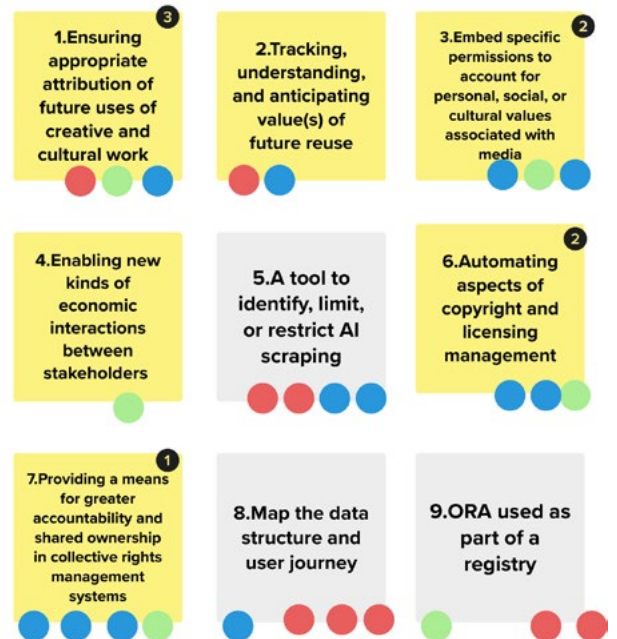 3
1.Ensuring
appropriate
attribution of
future uses of
creative and
cultural work
2.Tracking,
understanding,
and anticipating
value(s) of
future reuse
2
3.Embed specific
permissions to
account for
personal, social, or
cultural values
associated with
media
4.Enabling new
kinds of
economic
interactions
between
stakeholders
5.A tool to
identify, limit,
or restrict AI
scraping
2
6.Automating
aspects of
copyright and
licensing
management
1
7.Providing a means
for greater
accountability and
shared ownership
in collective rights
management
systems
8.Map the data
structure and
user journey
9.ORA used as
part of a
registry